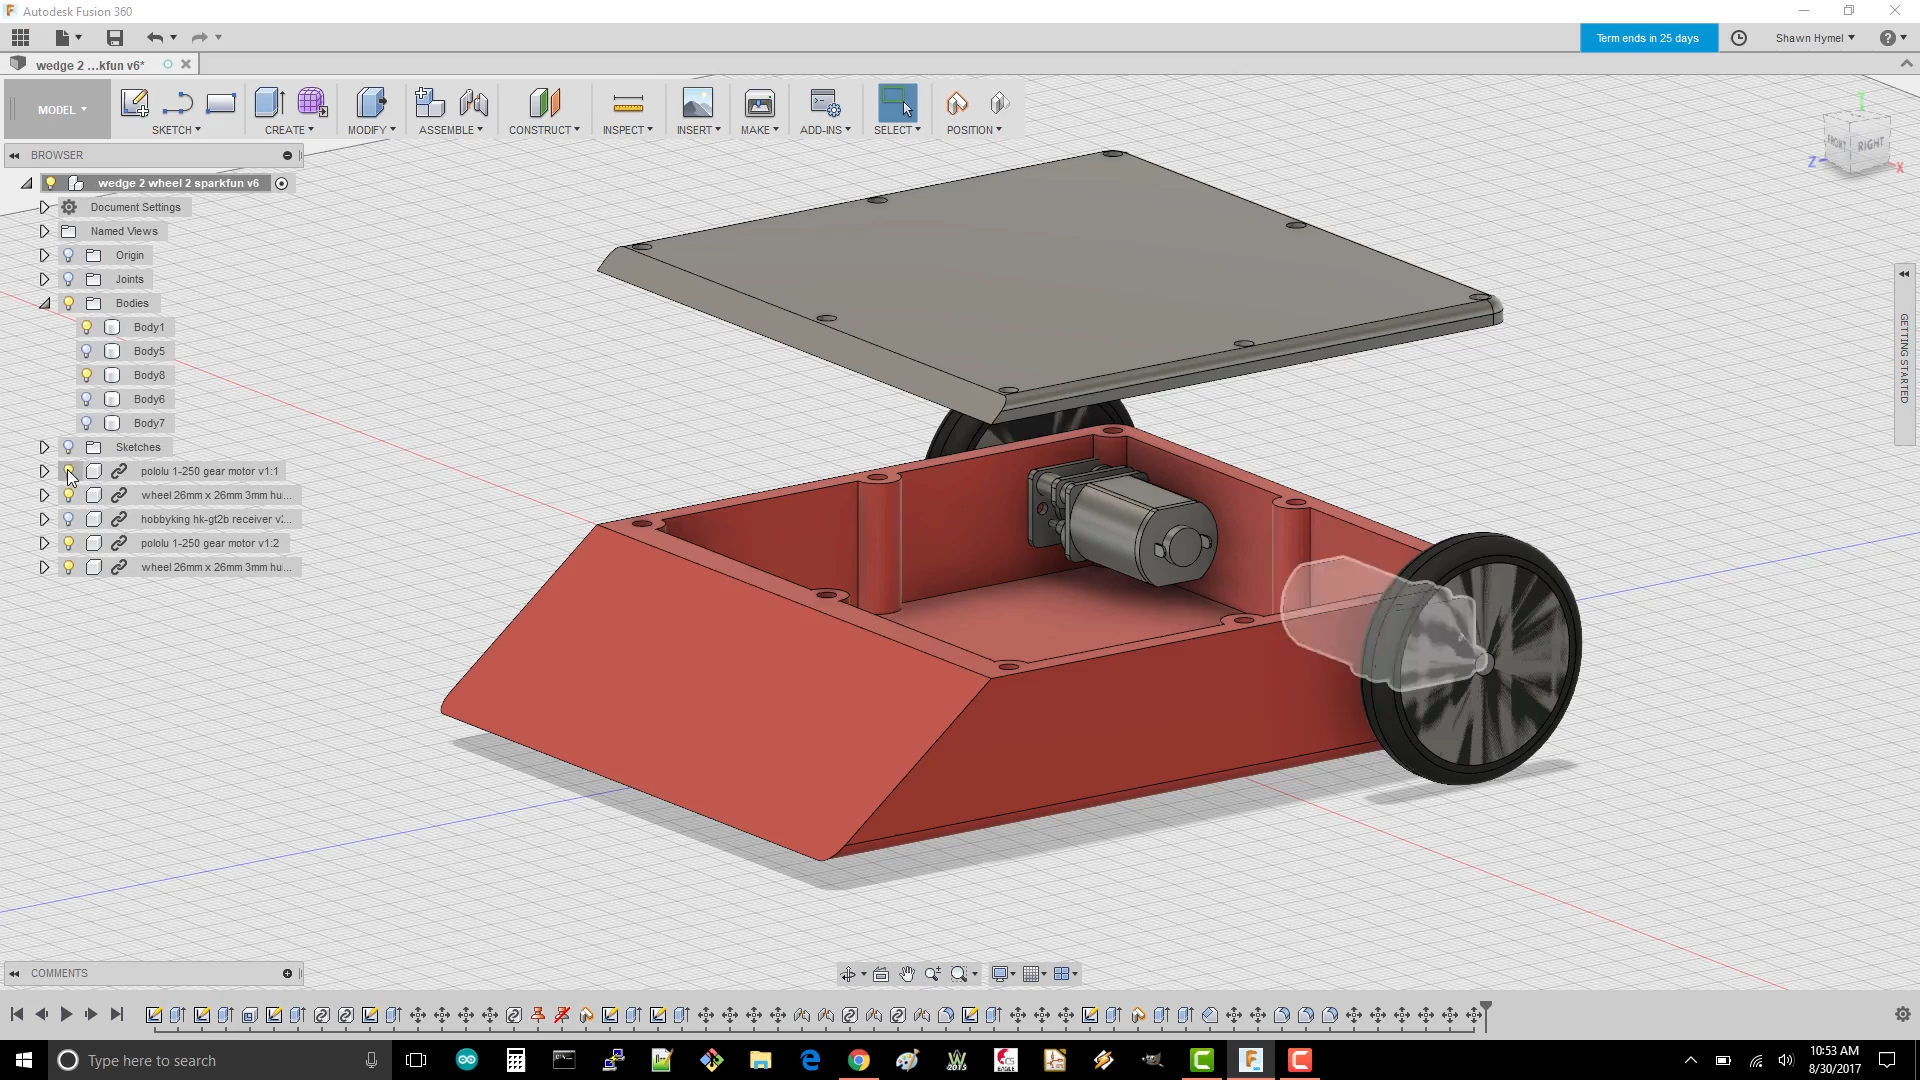 Autodesk Fusion 360
Term ends in 25 days
Shawn Hymel
wedge 2 ...kfun v6*
MODEL
SKETCH
CREATE
MODIFY
ASSEMBLE
CONSTRUCT
INSPECT
INSERT
MAKE
ADD-INS
SELECT
POSITION
BROWSER
wedge 2 wheel 2 sparkfun v6
Document Settings
Named Views
Origin
Joints
Bodies
Body1
Body5
Body8
Body6
Body7
Sketches
pololu 1-250 gear motor v1:1
wheel 26mm x 26mm 3mm hu...
hobbyking hk-gt2b receiver v:...
pololu 1-250 gear motor v1:2
wheel 26mm x 26mm 3mm hu...
FRONT
RIGHT
Z
X
GETTING STARTED
COMMENTS
Type here to search
2015
EAGLE
10:53 AM
8/30/2017